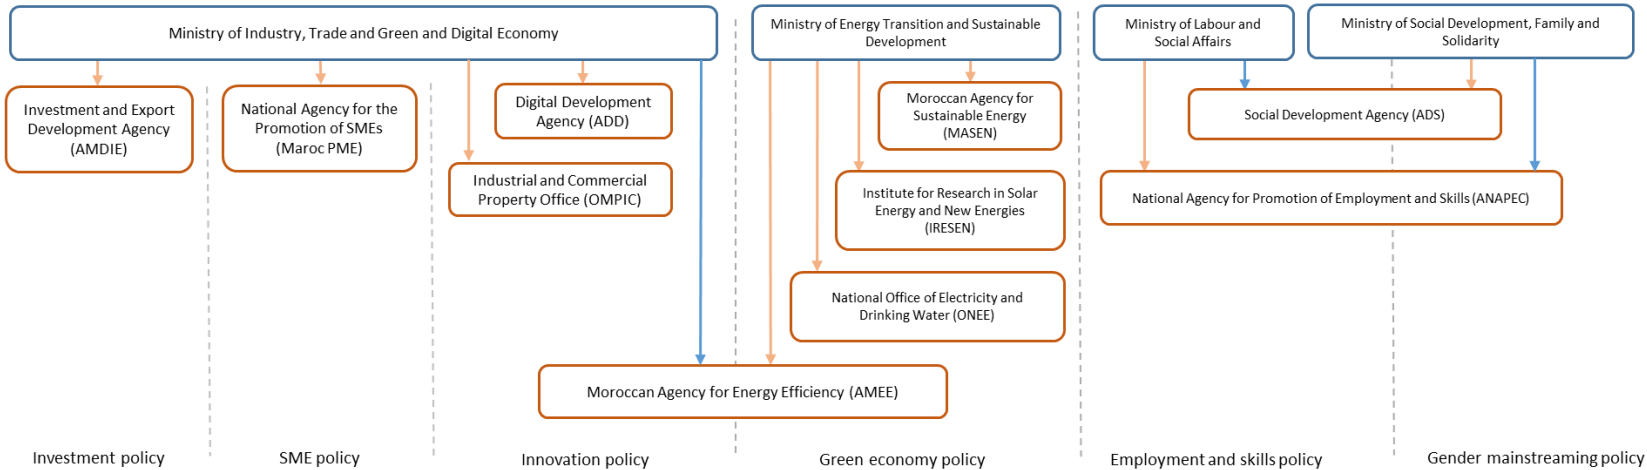 Ministry of Industry, Trade and Green and Digital Economy
Ministry of Energy Transition and Sustainable
Development
Ministry of Labour and
Social Affairs
Ministry of Social Development, Family and
Solidarity
Investment and Export
Development Agency
(AMDIE)
National Agency for the
Promotion of SMEs
(Maroc PME)
Digital Development
Agency (ADD)
Industrial and Commercial
Property Office (OMPIC)
Moroccan Agency for
Sustainable Energy
(MASEN)
Institute for Research in Solar
Energy and New Energies
(IRESEN)
National Office of Electricity and
Drinking Water (ONEE)
Moroccan Agency for Energy Efficiency (AMEE)
Social Development Agency (ADS)
National Agency for Promotion of Employment and Skills (ANAPEC)
Investment policy
SME policy
Innovation policy
Green economy policy
Employment and skills policy
Gender mainstreaming policy